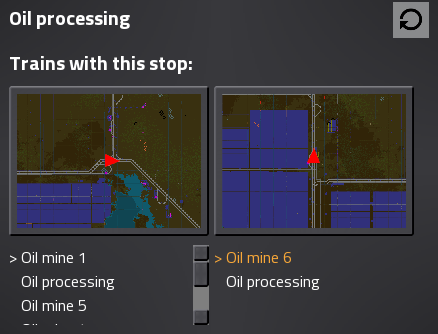 Oil processing
Trains with this stop:
> Oil mine 1
Oil processing
Oil mine 5
> Oil mine 6
Oil processing